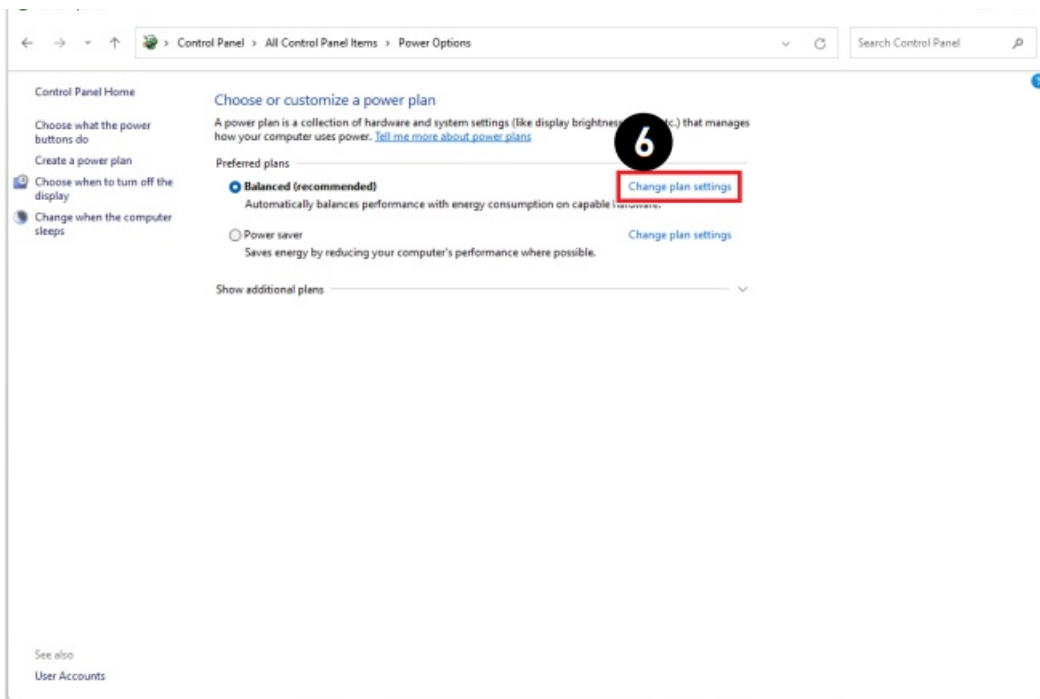 Control Panel > All Control Panel Items > Power Options
Search Control Panel
Control Panel Home
Choose what the power
buttons do
Create a power plan
Choose when to turn off the
display
Change when the computer
sleeps
Choose or customize a power plan
A power plan is a collection of hardware and system settings (like display brightness, etc.) that manages
how your computer uses power. Tell me more about power plans
6
Preferred plans
Balanced (recommended) Change plan settings
Automatically balances performance with energy consumption on capable hardware.
Power saver Change plan settings
Saves energy by reducing your computer's performance where possible.
Show additional plans
See also
User Accounts